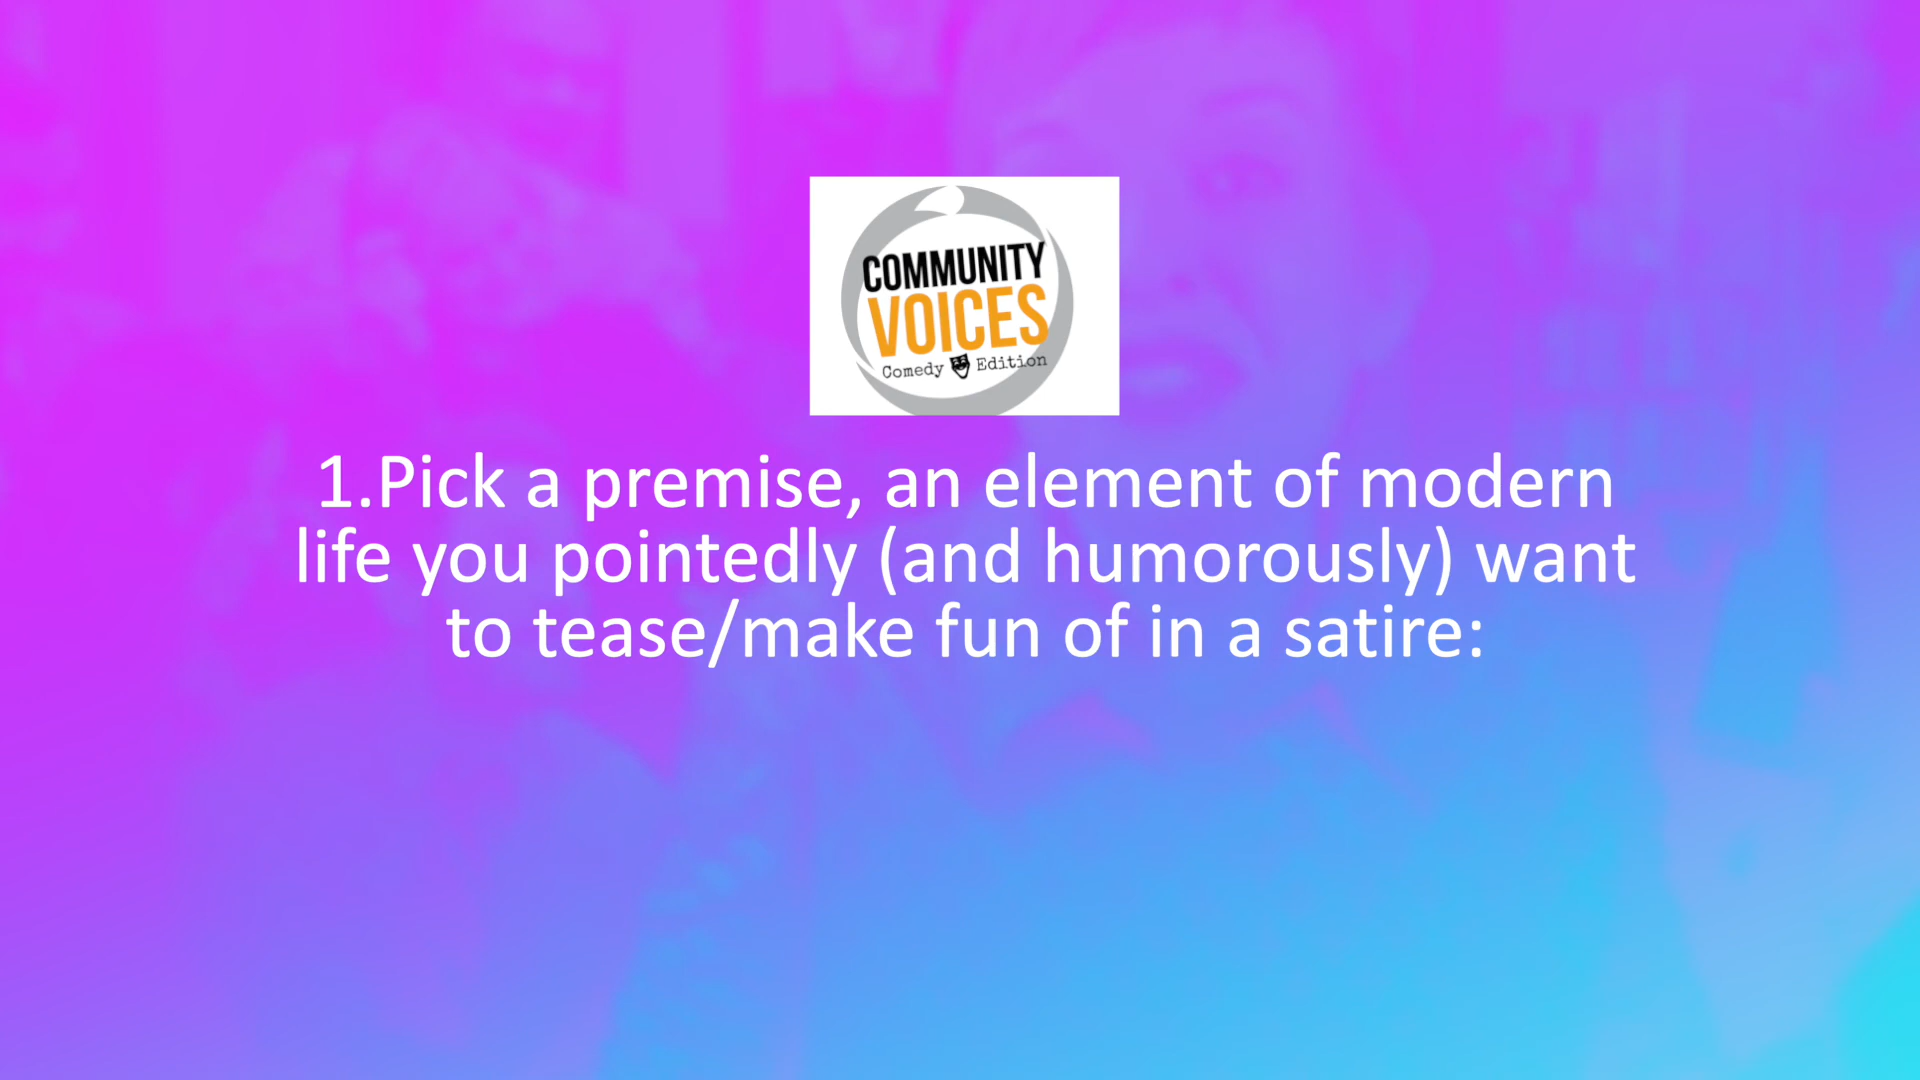 COMMUNITY
VOICES
Comedy Edition
1.Pick a premise, an element of modern
life you pointedly (and humorously) want
to tease/make fun of in a satire: